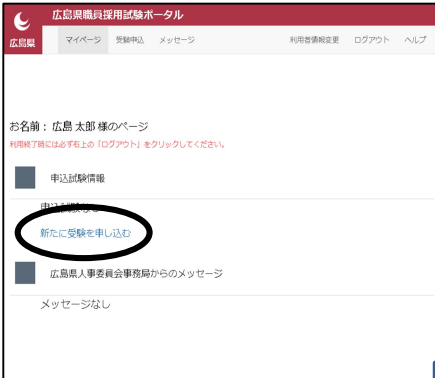 広島県職員採用試験ポータル
広島県
マイページ 受験申込 メッセージ 利用者情報変更 ログアウト ヘルプ
お名前：広島 太郎 様のページ
利用終了時には必ず右上の「ログアウト」をクリックしてください。
申込試験情報
申込試験なし
新たに受験を申し込む
広島県人事委員会事務局からのメッセージ
メッセージなし